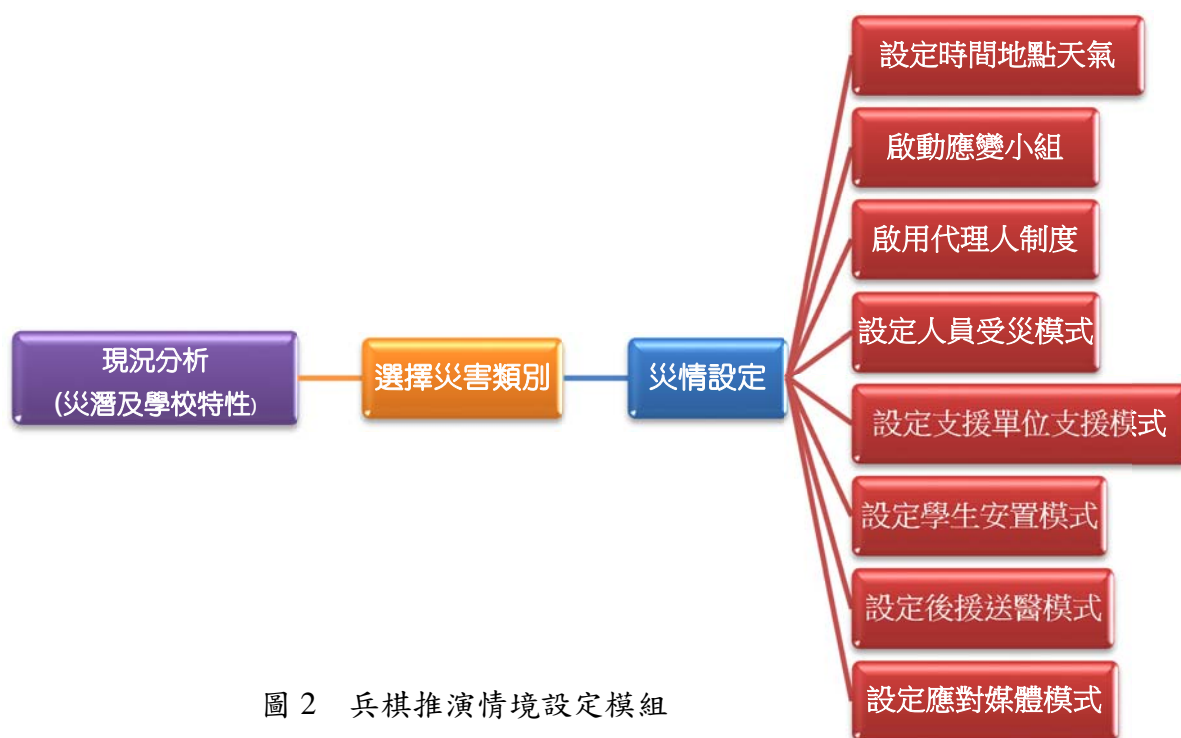 現況分析
(災潛及學校特性)
選擇災害類別
災情設定
設定時間地點天氣
啟動應變小組
啟用代理人制度
設定人員受災模式
設定支援單位支援模式
設定學生安置模式
設定後援送醫模式
設定應對媒體模式
圖 2 兵棋推演情境設定模組